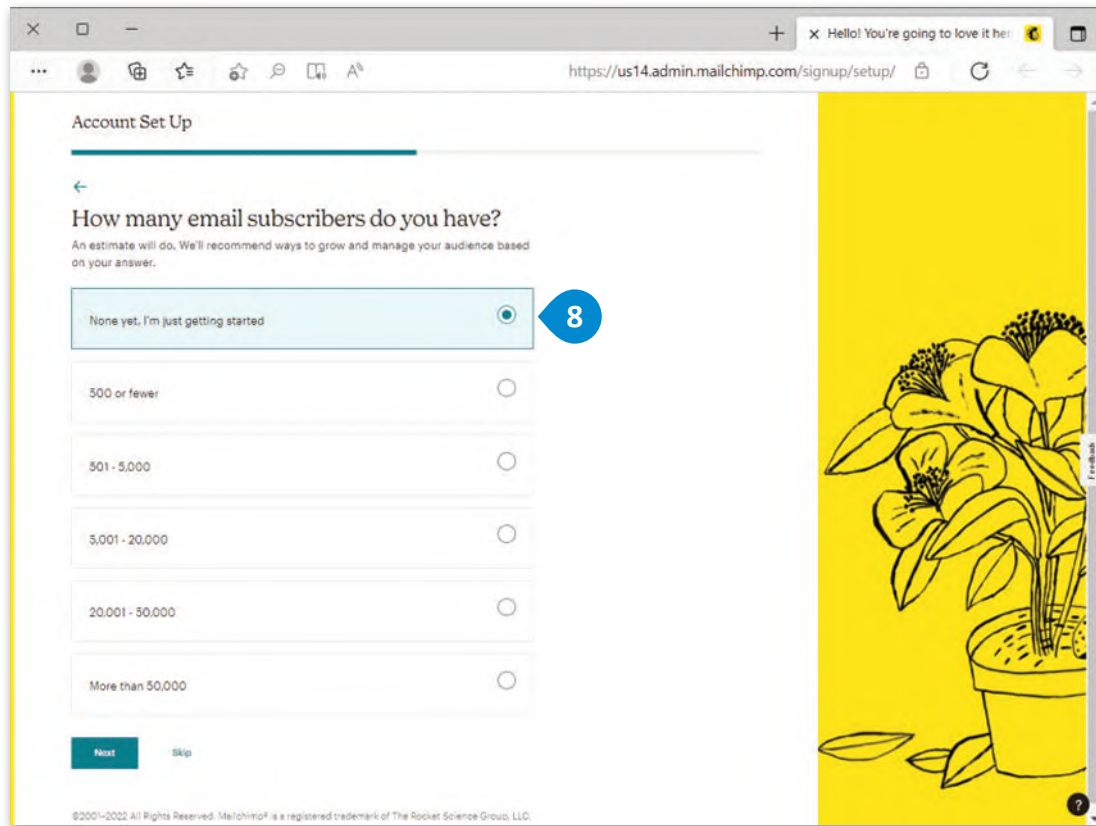 Hello! You're going to love it her
https://us14.admin.mailchimp.com/signup/setup/
Account Set Up
How many email subscribers do you have?
An estimate will do. We'll recommend ways to grow and manage your audience based
on your answer.
None yet, I'm just getting started
8
500 or fewer
501 - 5,000
5,001 - 20,000
20,001 - 50,000
More than 50,000
Next
Skip
Feedback
?
©2001-2022 All Rights Reserved. Mailchimp® is a registered trademark of The Rocket Science Group, LLC.